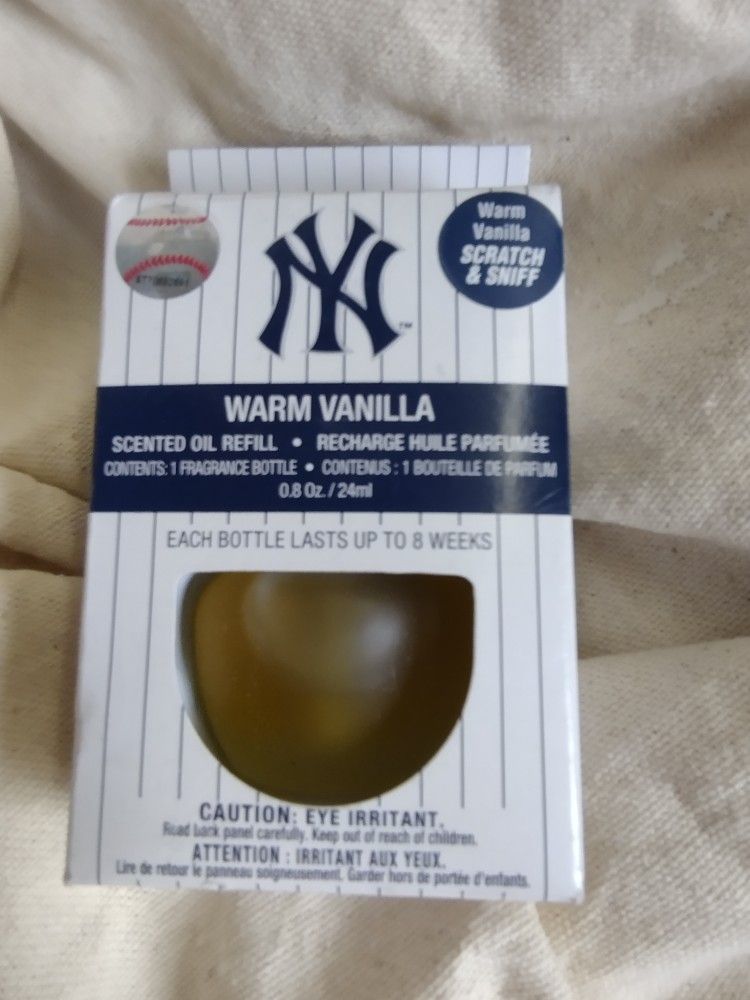 NY™
Warm
Vanilla
SCRATCH
& SNIFF
WARM VANILLA
SCENTED OIL REFILL • RECHARGE HUILE PARFUMÉE
CONTENTS: 1 FRAGRANCE BOTTLE • CONTENUS : 1 BOUTEILLE DE PARFUM
0.8 Oz. / 24ml
EACH BOTTLE LASTS UP TO 8 WEEKS
CAUTION: EYE IRRITANT.
Read back panel carefully. Keep out of reach of children.
ATTENTION : IRRITANT AUX YEUX.
Lire de retour le panneau soigneusement. Garder hors de portée d'enfants.